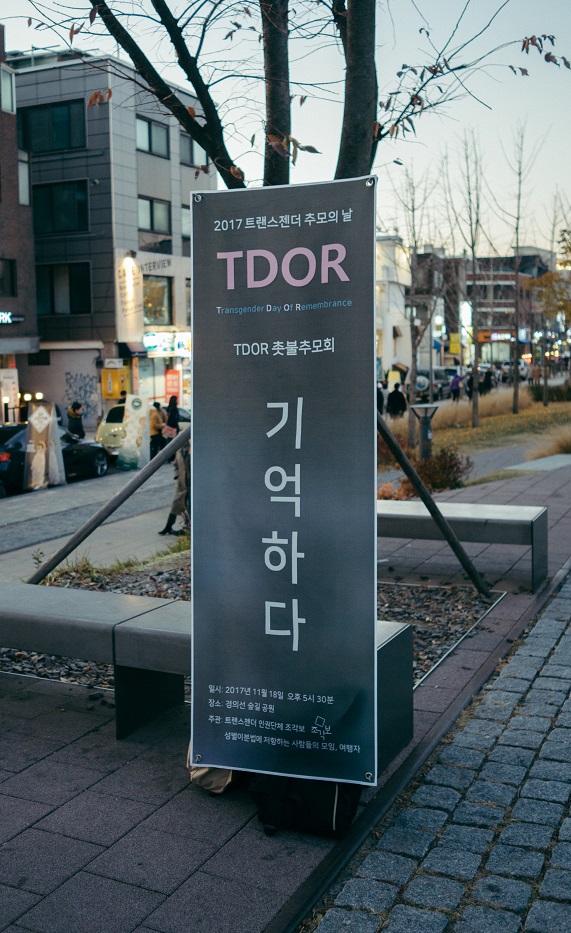 2017 트랜스젠더 추모의 날
TDOR
Transgender Day Of Remembrance
TDOR 촛불추모회
기억하다
일시: 2017년 11월 18일 오후 5시 30분
장소: 경의선 숲길 공원
주관: 트랜스젠더 인권단체 조각보 조각보
성별이분법에 저항하는 사람들의 모임, 여행자
INTERVIEW